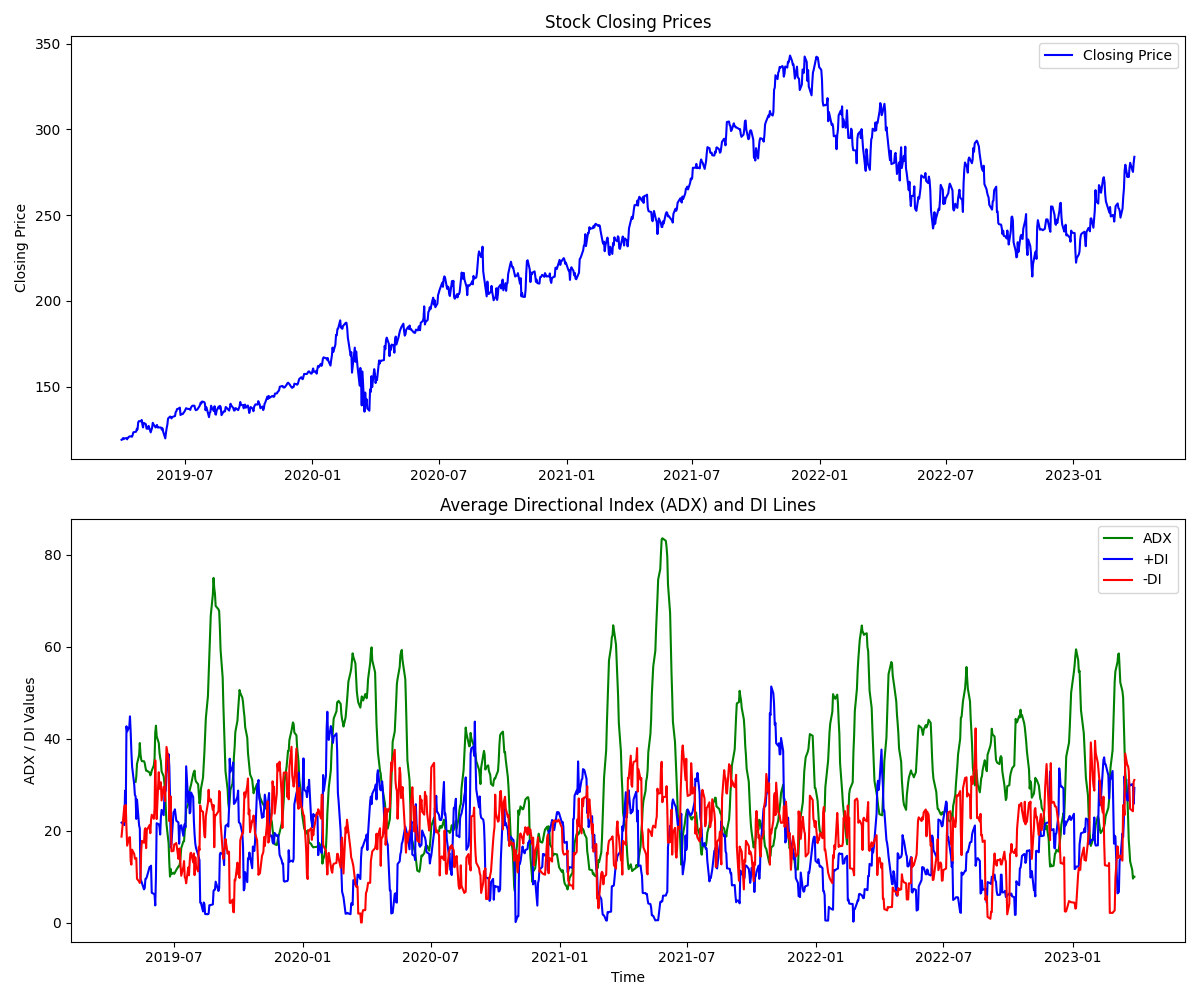 Stock Closing Prices
Closing Price
Closing Price
350
300
250
200
150
2019-07 2020-01 2020-07 2021-01 2021-07 2022-01 2022-07 2023-01
Average Directional Index (ADX) and DI Lines
ADX
+DI
-DI
ADX / DI Values
80
60
40
20
0
2019-07 2020-01 2020-07 2021-01 2021-07 2022-01 2022-07 2023-01
Time